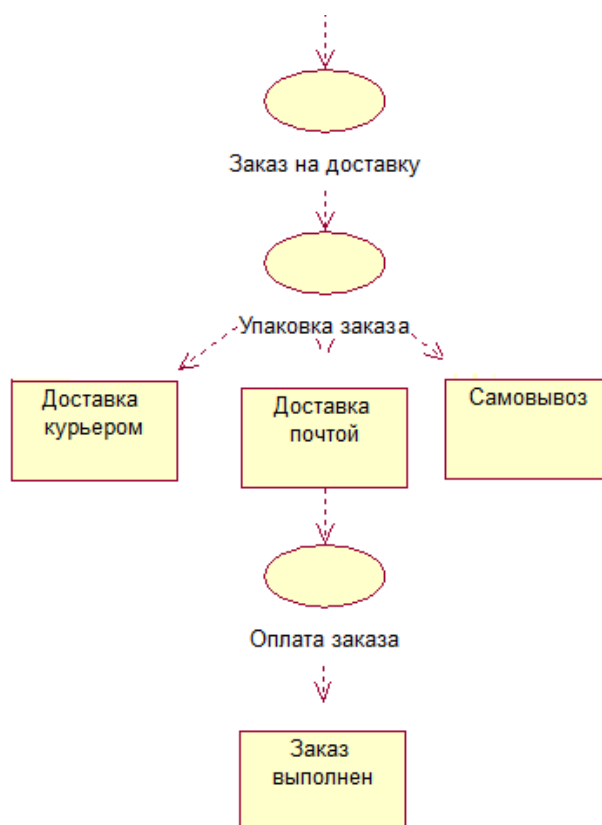 Заказ на доставку
Упаковка заказа
Доставка
курьером
Доставка
почтой
Самовывоз
Оплата заказа
Заказ
выполнен